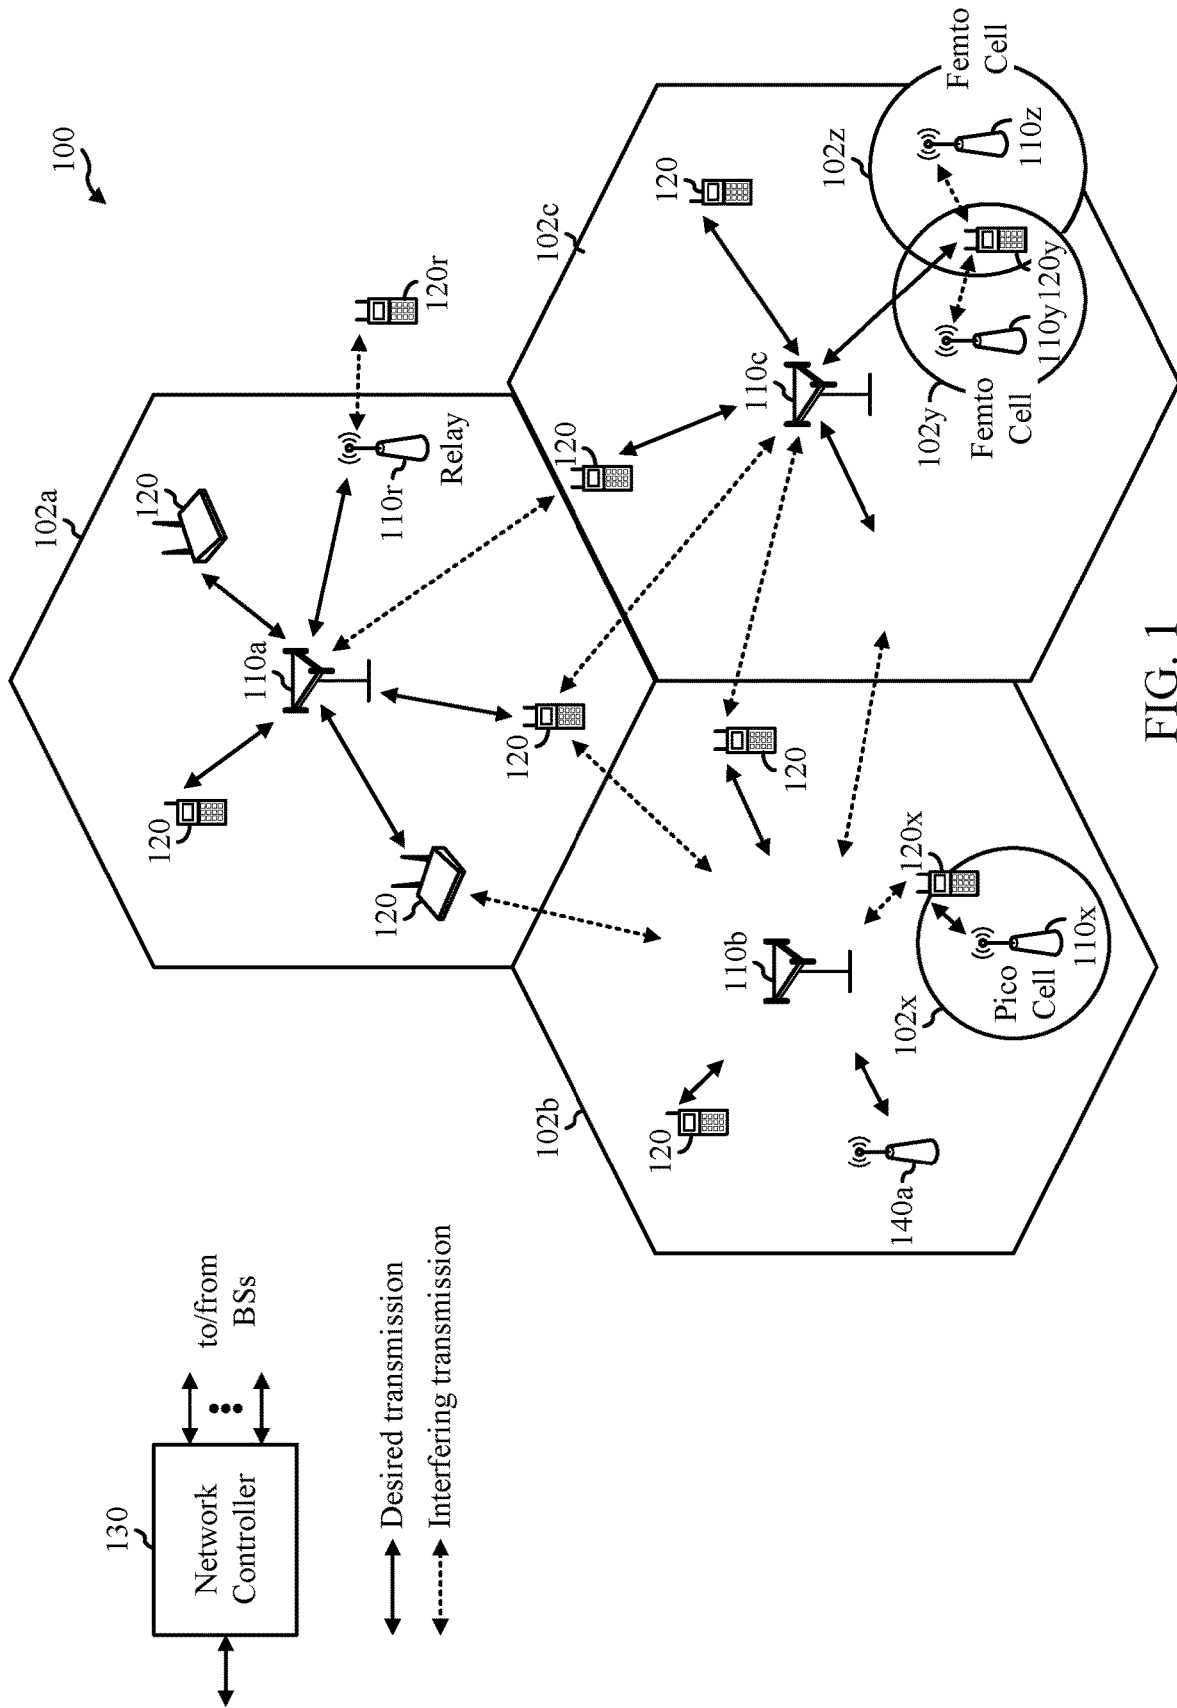 100
130
Network
Controller
to/from
BSs
Desired transmission
Interfering transmission
102a
120
110a
120
120
120
110r
Relay
120r
102b
120
110b
140a
120
102x
Pico
Cell
110x
120x
102c
120
120
110c
102y
Femto
Cell
110y
120y
102z
110z
Femto
Cell
FIG. 1